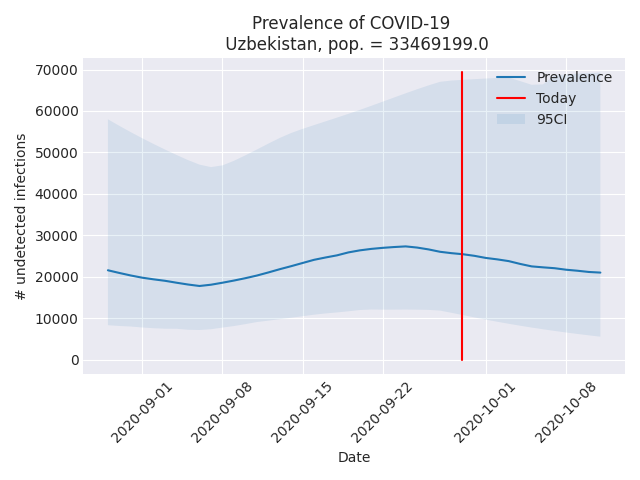 Prevalence of COVID-19
Uzbekistan, pop. = 33469199.0
70000
60000
50000
40000
30000
20000
10000
0
# undetected infections
Prevalence
Today
95CI
2020-09-01
2020-09-08
2020-09-15
2020-09-22
2020-10-01
2020-10-08
Date